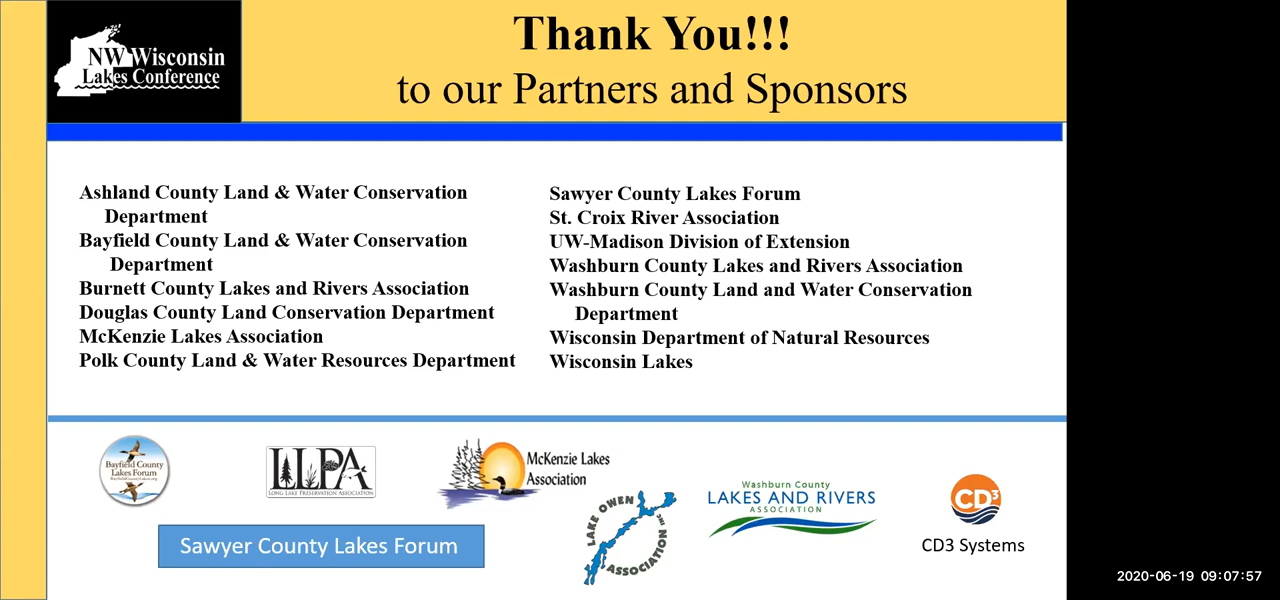 NW Wisconsin
Lakes Conference
Thank You!!!
to our Partners and Sponsors
Ashland County Land & Water Conservation
Department
Bayfield County Land & Water Conservation
Department
Burnett County Lakes and Rivers Association
Douglas County Land Conservation Department
McKenzie Lakes Association
Polk County Land & Water Resources Department
Sawyer County Lakes Forum
St. Croix River Association
UW-Madison Division of Extension
Washburn County Lakes and Rivers Association
Washburn County Land and Water Conservation
Department
Wisconsin Department of Natural Resources
Wisconsin Lakes
Bayfield County
Lakes Forum
BayfieldCountyLakes.org
LLPA
LONG LAKE PRESERVATION ASSOCIATION
McKenzie Lakes
Association
Sawyer County Lakes Forum
LAKE OWEN
ASSOCIATION INC
Washburn County
LAKES AND RIVERS
ASSOCIATION
CD3
CD3 Systems
2020-06-19 09:07:57